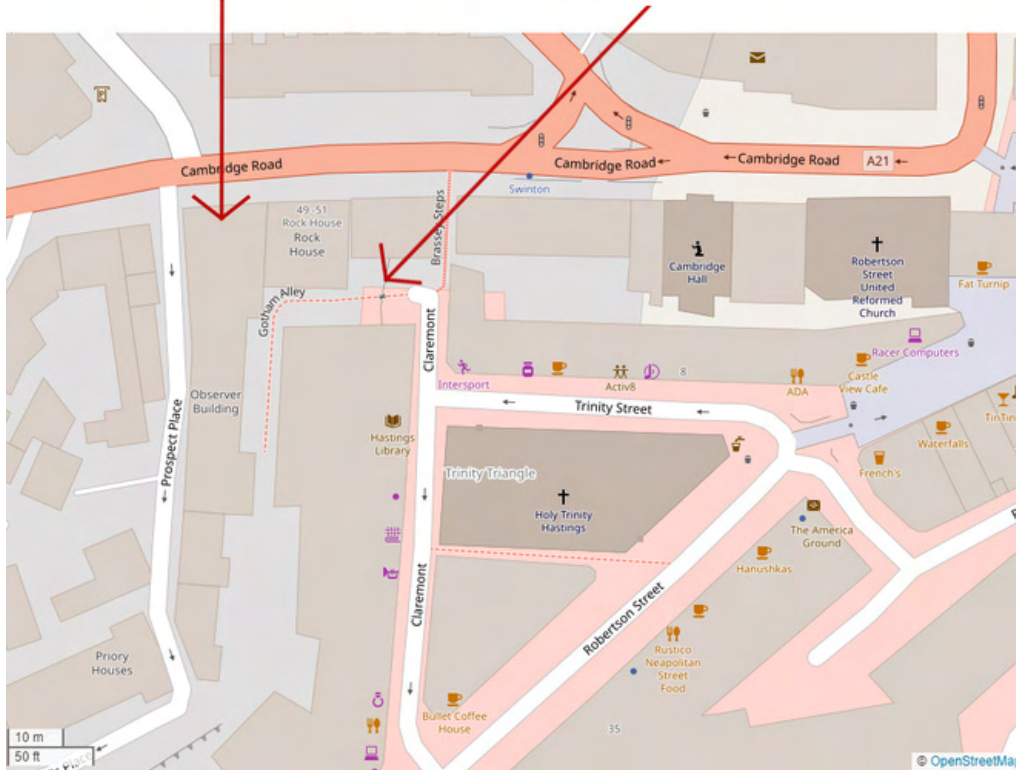 Cambridge Road
Cambridge Road
Cambridge Road
A21
Swinton
49-51
Rock House
Rock
House
Brassey Steps
Cambridge
Hall
Robertson
Street
United
Reformed
Church
Fat Turnip
Gotham Alley
Claremont
Racer Computers
Intersport
Activ8
8
ADA
Castle
View Cafe
TinTin
Observer
Building
Prospect Place
Trinity Street
Hastings
Library
Waterfalls
French's
Trinity Triangle
Holy Trinity
Hastings
The America
Ground
Hanushkas
Claremont
Robertson Street
Rustico
Neapolitan
Street
Food
Priory
Houses
Bullet Coffee
House
35
10 m
50 ft
Place
© OpenStreetMap